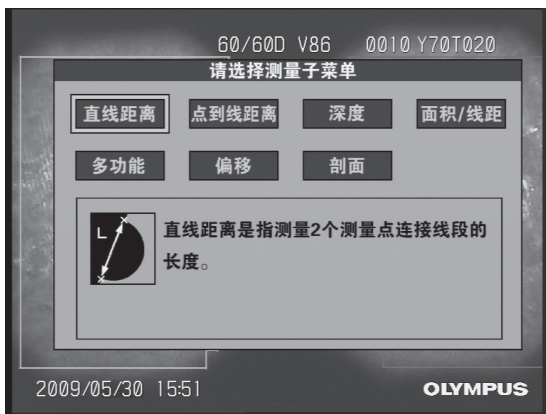 60/60D V86 0010 Y70T020
请选择测量子菜单
直线距离 点到线距离 深度 面积/线距
多功能 偏移 剖面
L
直线距离是指测量2个测量点连接线段的
长度。
2009/05/30 15:51
OLYMPUS